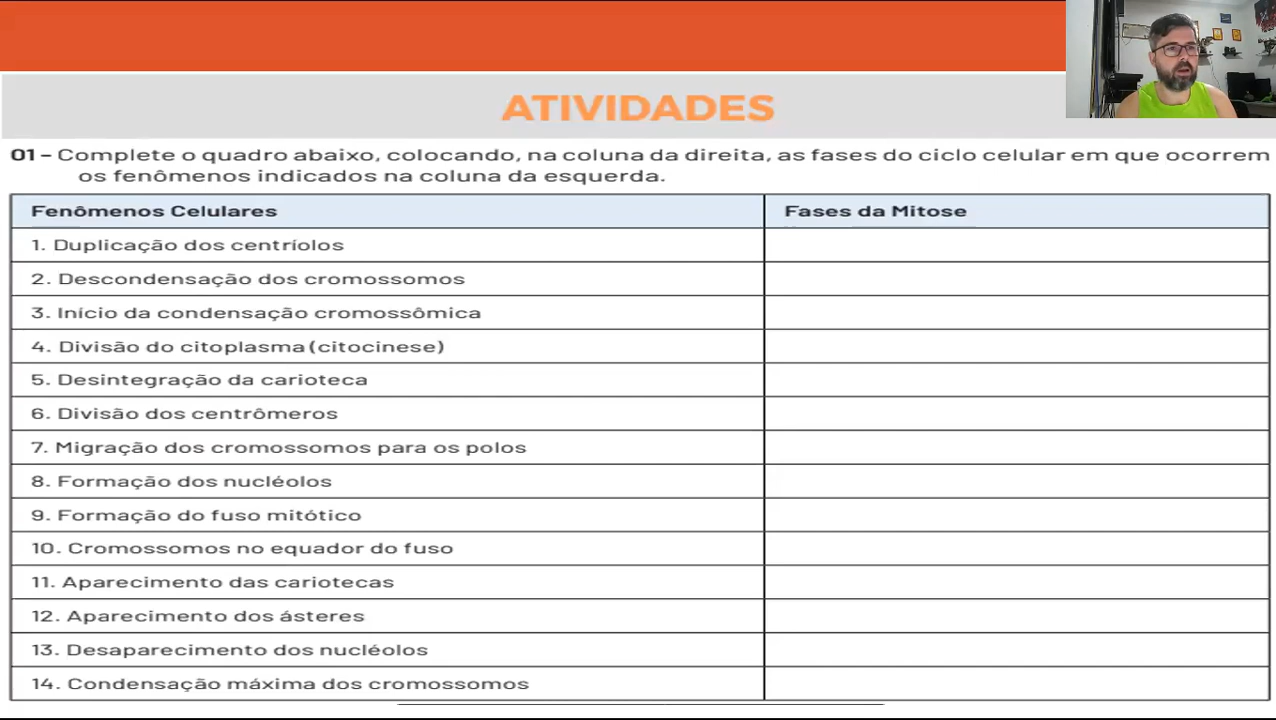 ATIVIDADES
01 – Complete o quadro abaixo, colocando, na coluna da direita, as fases do ciclo celular em que ocorrem
os fenômenos indicados na coluna da esquerda.
Fenômenos Celulares
Fases da Mitose
1. Duplicação dos centríolos
2. Descondensação dos cromossomos
3. Início da condensação cromossômica
4. Divisão do citoplasma (citocinese)
5. Desintegração da carioteca
6. Divisão dos centrômeros
7. Migração dos cromossomos para os polos
8. Formação dos nucléolos
9. Formação do fuso mitótico
10. Cromossomos no equador do fuso
11. Aparecimento das cariotecas
12. Aparecimento dos ásteres
13. Desaparecimento dos nucléolos
14. Condensação máxima dos cromossomos